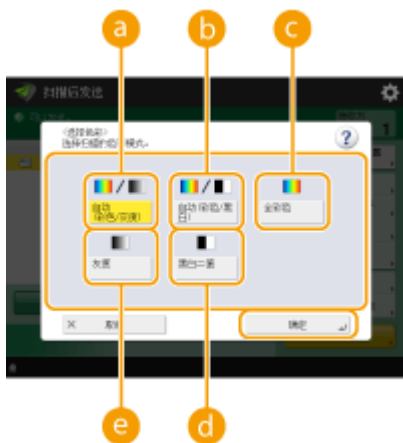 a b c
扫描后发送
1
<选择色彩>
选择扫描的色彩模式。
?
自动
(彩色/灰度)
自动(彩色/黑
白)
全彩色
灰度
黑白二值
× 取消
确定
e d